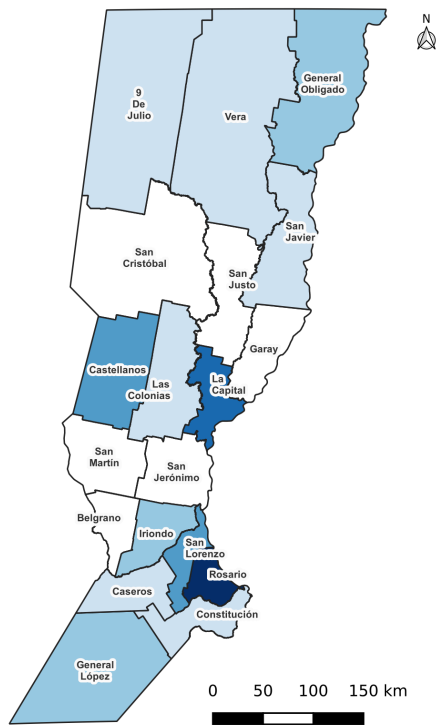 N
General
Obligado
9
De
Julio
Vera
San
Javier
San
Cristóbal
San
Justo
Garay
Castellanos
Las
Colonias
La
Capital
San
Martín
San
Jerónimo
Belgrano
Iriondo
San
Lorenzo
Rosario
Caseros
Constitución
General
López
0 50 100 150 km